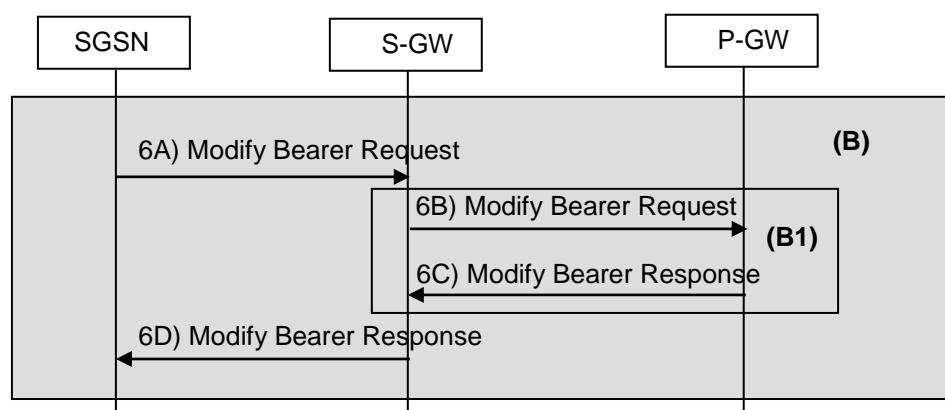 SGSN
S-GW
P-GW
(B)
6A) Modify Bearer Request
6B) Modify Bearer Request
(B1)
6C) Modify Bearer Response
6D) Modify Bearer Response